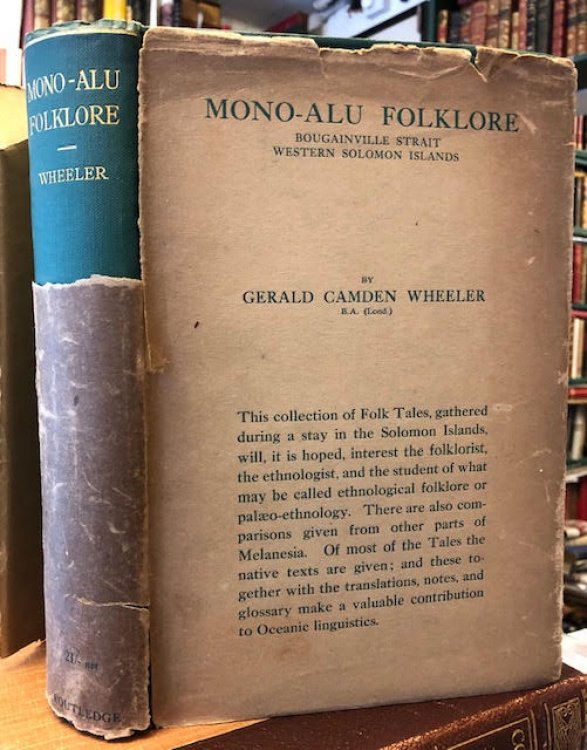 MONO-ALU
FOLKLORE
WHEELER
21/- net
ROUTLEDGE
MONO-ALU FOLKLORE
BOUGAINVILLE STRAIT
WESTERN SOLOMON ISLANDS
BY
GERALD CAMDEN WHEELER
B.A. (Lond.)
This collection of Folk Tales, gathered
during a stay in the Solomon Islands,
will, it is hoped, interest the folklorist,
the ethnologist, and the student of what
may be called ethnological folklore or
palæo-ethnology. There are also com-
parisons given from other parts of
Melanesia. Of most of the Tales the
native texts are given; and these to-
gether with the translations, notes, and
glossary make a valuable contribution
to Oceanic linguistics.